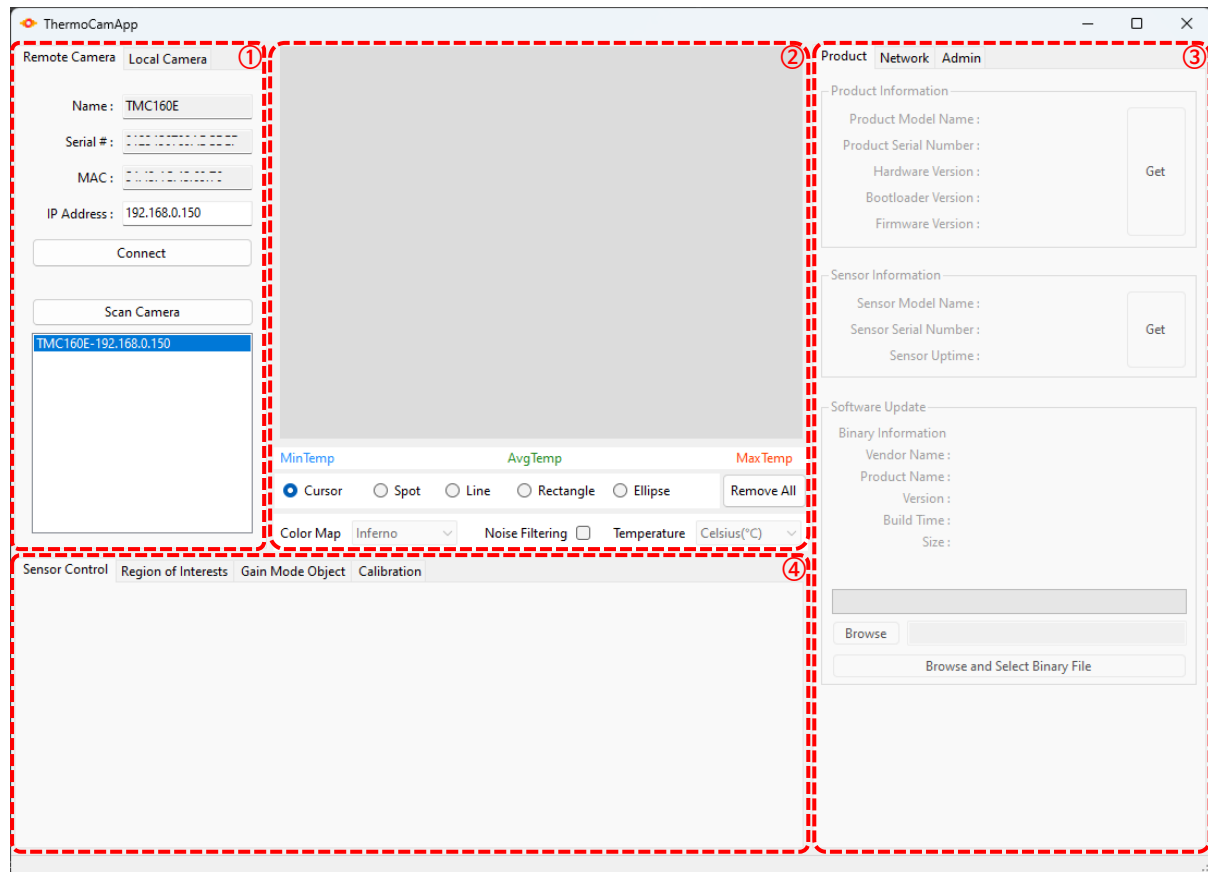 ThermoCamApp
Remote Camera Local Camera ①
Name : TMC160E
Serial # :
MAC :
IP Address : 192.168.0.150
Connect
Scan Camera
TMC160E-192.168.0.150
②
MinTemp AvgTemp MaxTemp
Cursor Spot Line Rectangle Ellipse Remove All
Color Map Inferno Noise Filtering Temperature Celsius(°C)
Product Network Admin ③
Product Information
Product Model Name :
Product Serial Number :
Hardware Version :
Bootloader Version :
Firmware Version :
Get
Sensor Information
Sensor Model Name :
Sensor Serial Number :
Sensor Uptime :
Get
Software Update
Binary Information
Vendor Name :
Product Name :
Version :
Build Time :
Size :
Browse
Browse and Select Binary File
Sensor Control Region of Interests Gain Mode Object Calibration ④